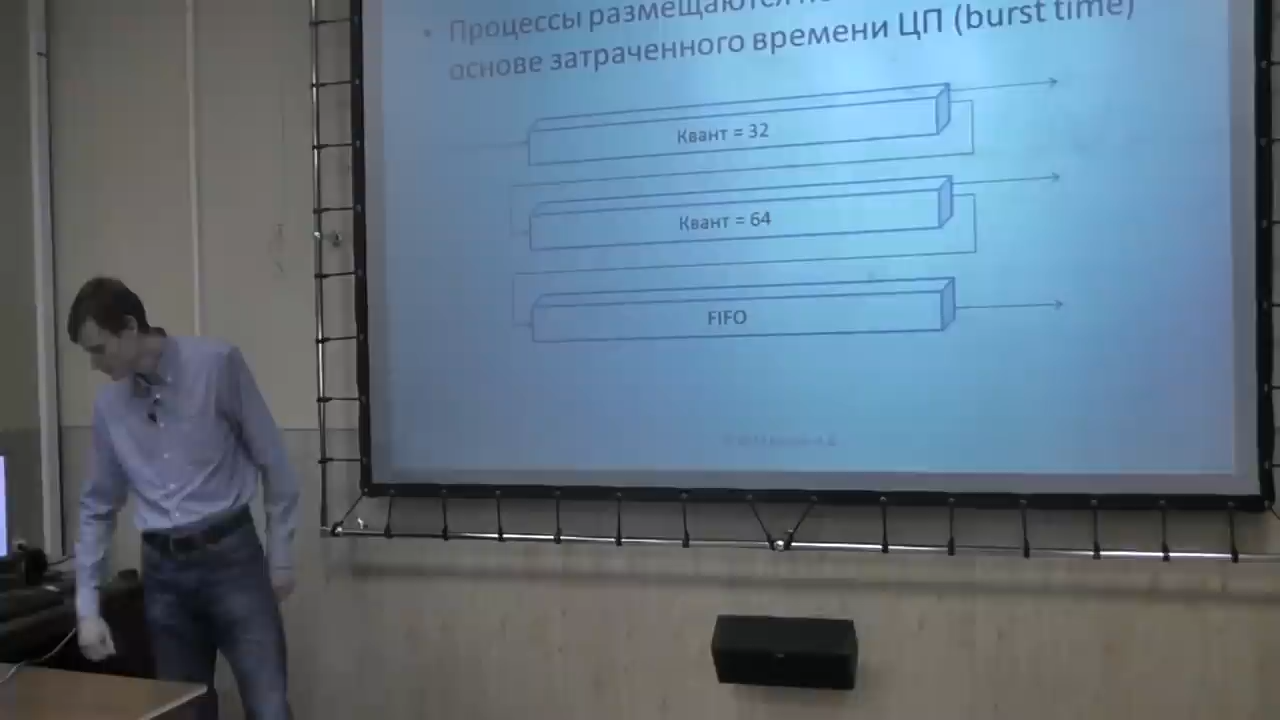 • Процессы размещаются
основе затраченного времени ЦП (burst time)
Квант = 32
Квант = 64
FIFO